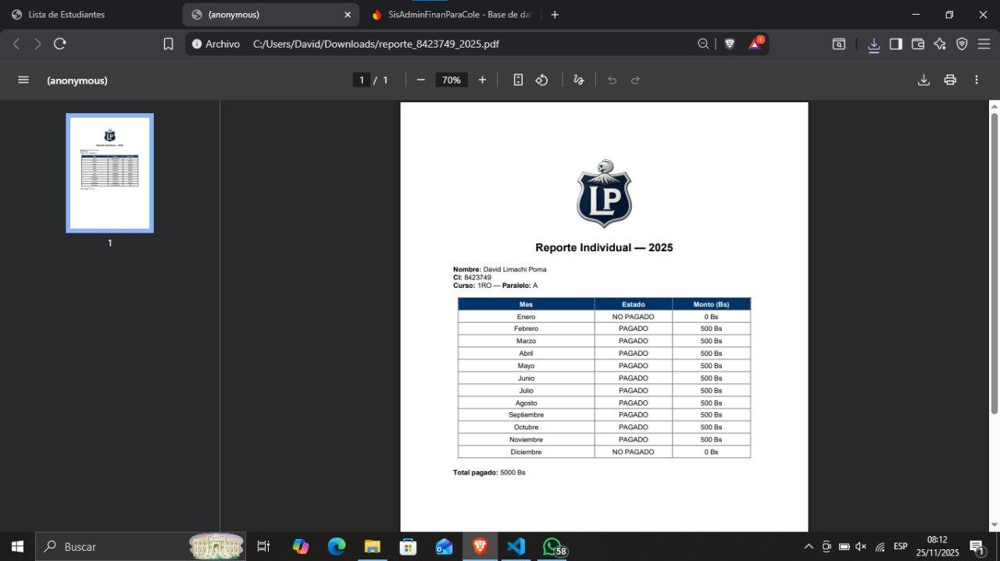 Lista de Estudiantes
(anonymous)
SisAdminFinanParaCole - Base de dat
Archivo C:/Users/David/Downloads/reporte_8423749_2025.pdf
1
(anonymous)
1 / 1
70%
1
LP
Reporte Individual — 2025
Nombre: David Limachi Poma
CI: 8423749
Curso: 1RO — Paralelo: A
Mes Estado Monto (Bs)
Enero NO PAGADO 0 Bs
Febrero PAGADO 500 Bs
Marzo PAGADO 500 Bs
Abril PAGADO 500 Bs
Mayo PAGADO 500 Bs
Junio PAGADO 500 Bs
Julio PAGADO 500 Bs
Agosto PAGADO 500 Bs
Septiembre PAGADO 500 Bs
Octubre PAGADO 500 Bs
Noviembre PAGADO 500 Bs
Diciembre NO PAGADO 0 Bs
Total pagado: 5000 Bs
Buscar
58
ESP
08:12
25/11/2025
1